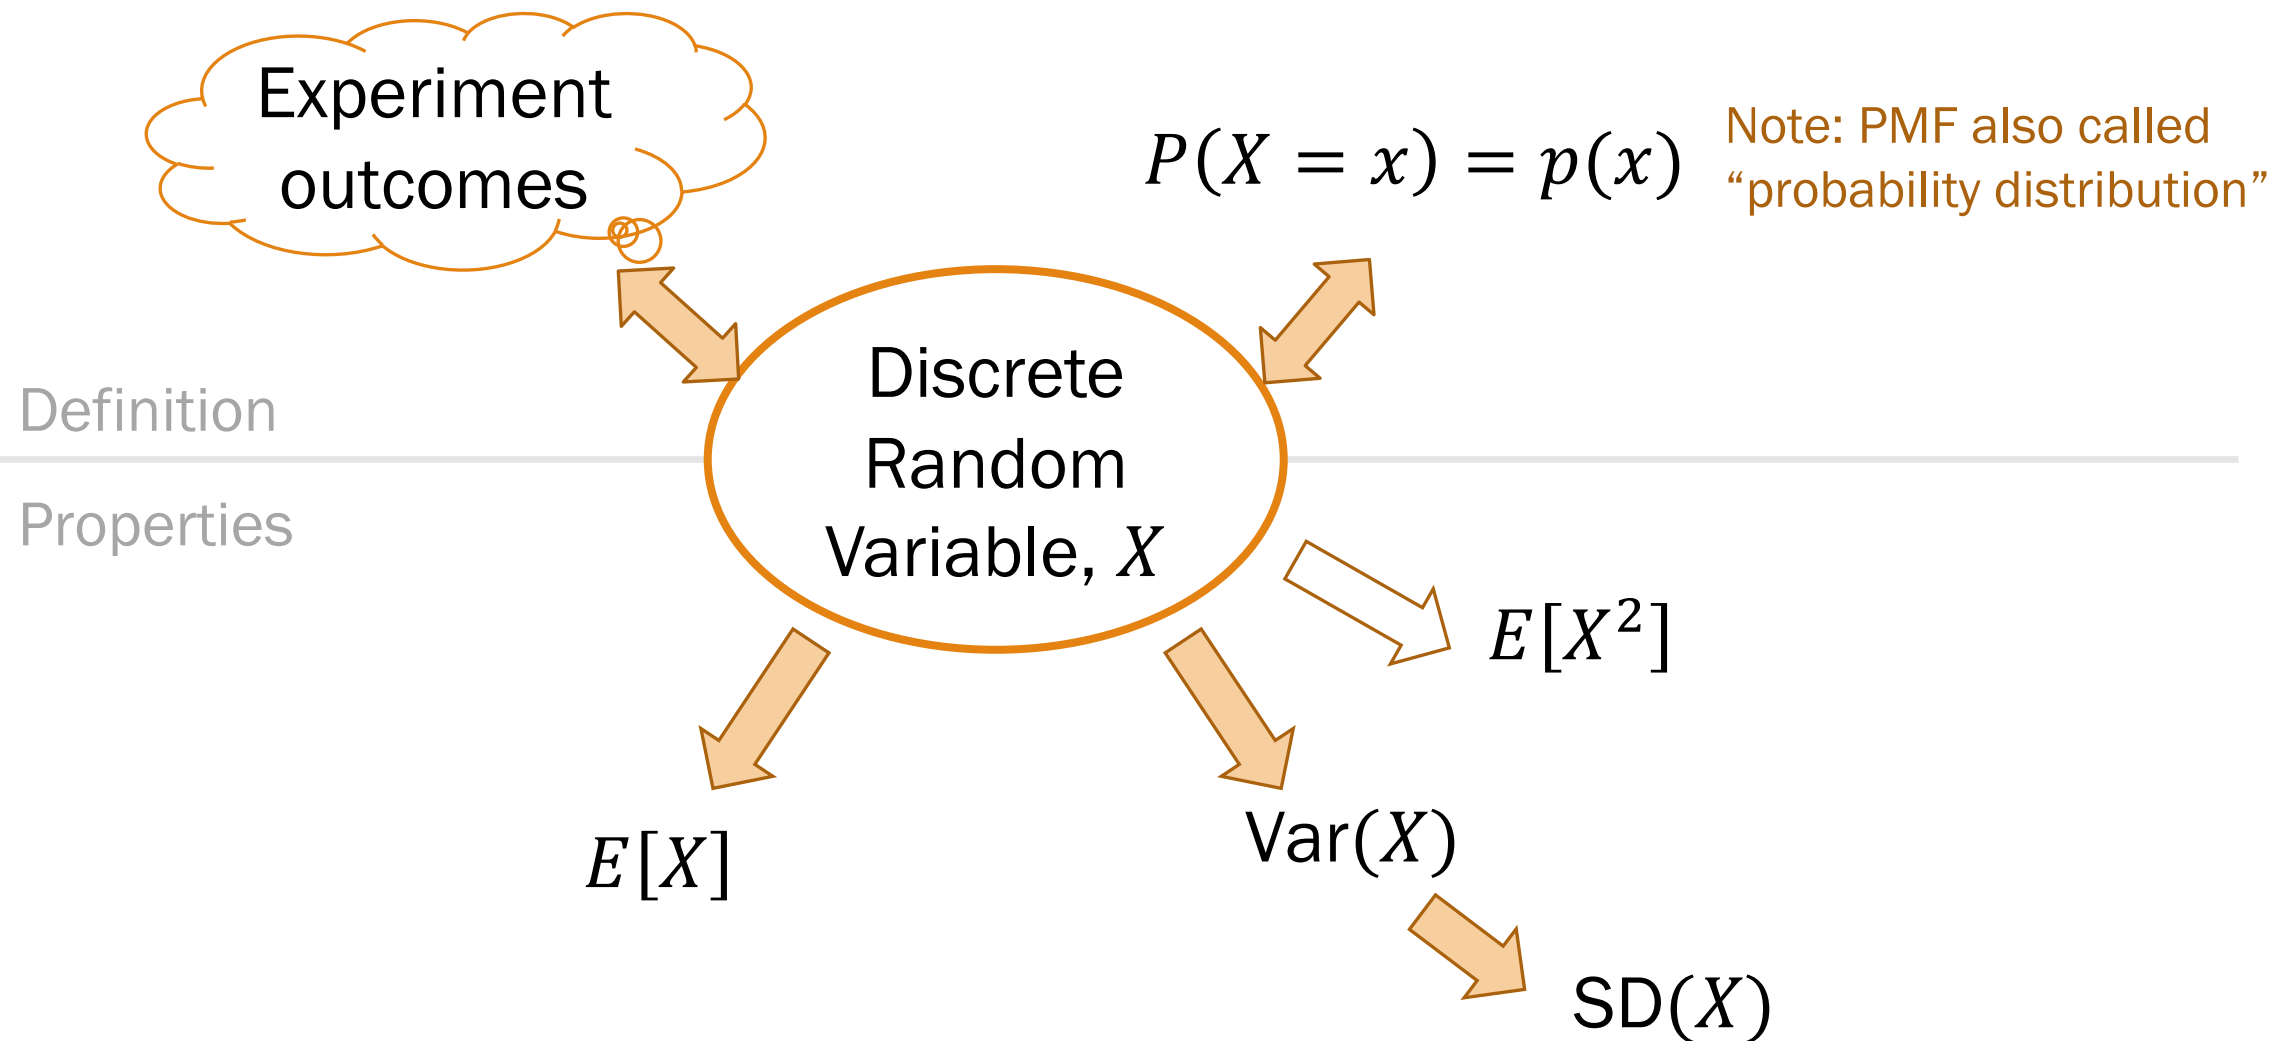 Experiment
outcomes
P(X = x) = p(x)
Note: PMF also called
“probability distribution”
Definition
Properties
Discrete
Random
Variable, X
E[X²]
E[X]
Var(X)
SD(X)